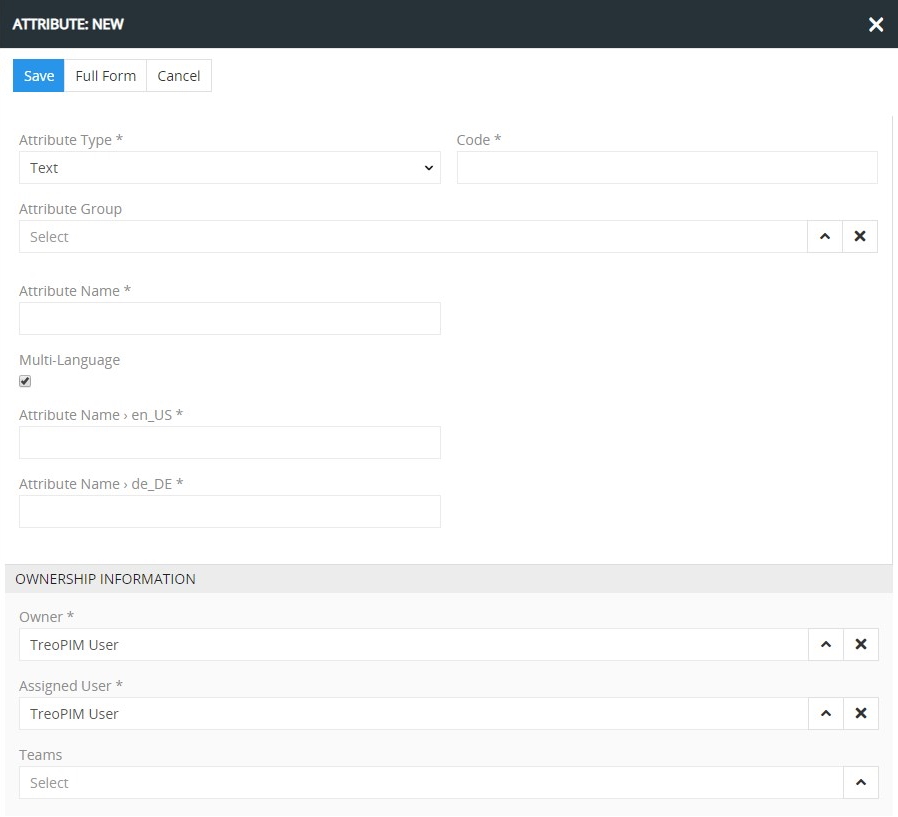 ATTRIBUTE: NEW
Save Full Form Cancel
Attribute Type * Code *
Text
Attribute Group
Select
Attribute Name *
Multi-Language
Attribute Name › en_US *
Attribute Name › de_DE *
OWNERSHIP INFORMATION
Owner *
TreoPIM User
Assigned User *
TreoPIM User
Teams
Select